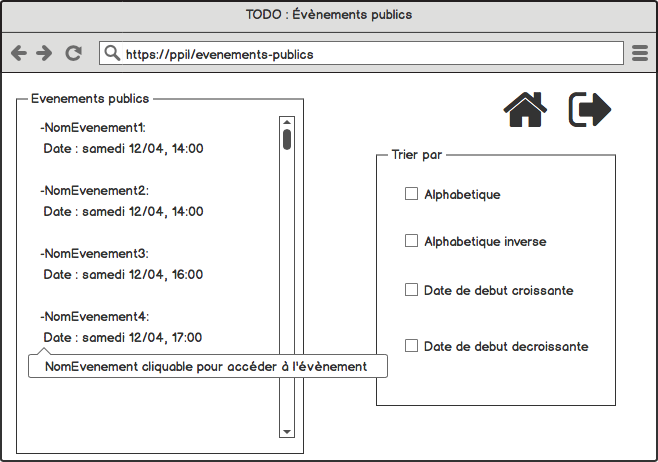 TODO : Évènements publics
https://ppil/evenements-publics
Evenements publics
-NomEvenement1:
Date : samedi 12/04, 14:00
-NomEvenement2:
Date : samedi 12/04, 14:00
-NomEvenement3:
Date : samedi 12/04, 16:00
-NomEvenement4:
Date : samedi 12/04, 17:00
NomEvenement cliquable pour accéder à l'évènement
Trier par
Alphabetique
Alphabetique inverse
Date de debut croissante
Date de debut decroissante